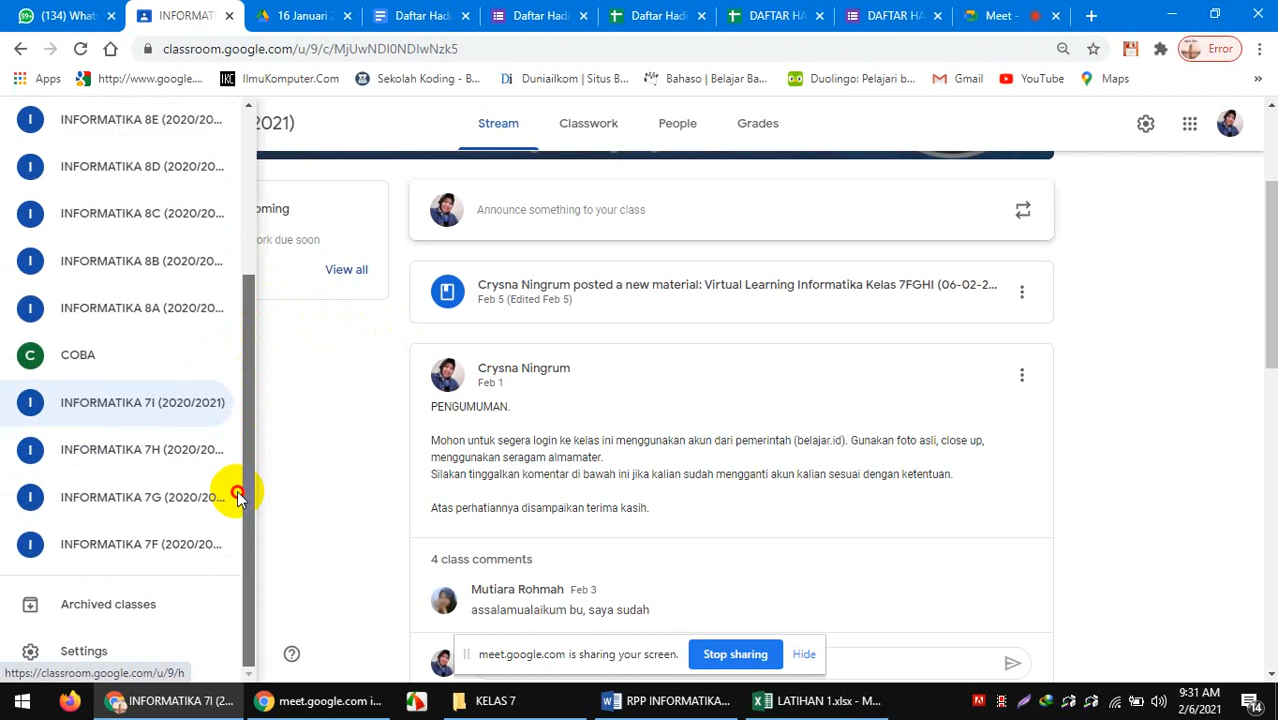 (134) Whats
INFORMAT
16 Januari
Daftar Hadi
Daftar Hadi
Daftar Hadi
DAFTAR HA
DAFTAR HA
Meet -
classroom.google.com/u/9/c/MjUwNDI0NDIwNzk5
Error
Apps
http://www.google....
IlmuKomputer.Com
Sekolah Koding - B...
Duniailkom | Situs B...
Bahaso | Belajar Ba...
Duolingo: Pelajari b...
Gmail
YouTube
Maps
»
INFORMATIKA 8E (2020/20...
INFORMATIKA 8D (2020/20...
INFORMATIKA 8C (2020/20...
INFORMATIKA 8B (2020/20...
INFORMATIKA 8A (2020/20...
C COBA
INFORMATIKA 7I (2020/2021)
INFORMATIKA 7H (2020/20...
INFORMATIKA 7G (2020/20...
INFORMATIKA 7F (2020/20...
Archived classes
Settings
https://classroom.google.com/u/9/h
2021)
Stream
Classwork
People
Grades
oming
ork due soon
View all
Announce something to your class
Crysna Ningrum posted a new material: Virtual Learning Informatika Kelas 7FGHI (06-02-2...
Feb 5 (Edited Feb 5)
Crysna Ningrum
Feb 1
PENGUMUMAN.
Mohon untuk segera login ke kelas ini menggunakan akun dari pemerintah (belajar.id). Gunakan foto asli, close up,
menggunakan seragam almamater.
Silakan tinggalkan komentar di bawah ini jika kalian sudah mengganti akun kalian sesuai dengan ketentuan.
Atas perhatiannya disampaikan terima kasih.
4 class comments
Mutiara Rohmah Feb 3
assalamualaikum bu, saya sudah
meet.google.com is sharing your screen.
Stop sharing
Hide
INFORMATIKA 7I (2...
meet.google.com i...
KELAS 7
RPP INFORMATIKA...
LATIHAN 1.xlsx - M...
9:31 AM
2/6/2021
14